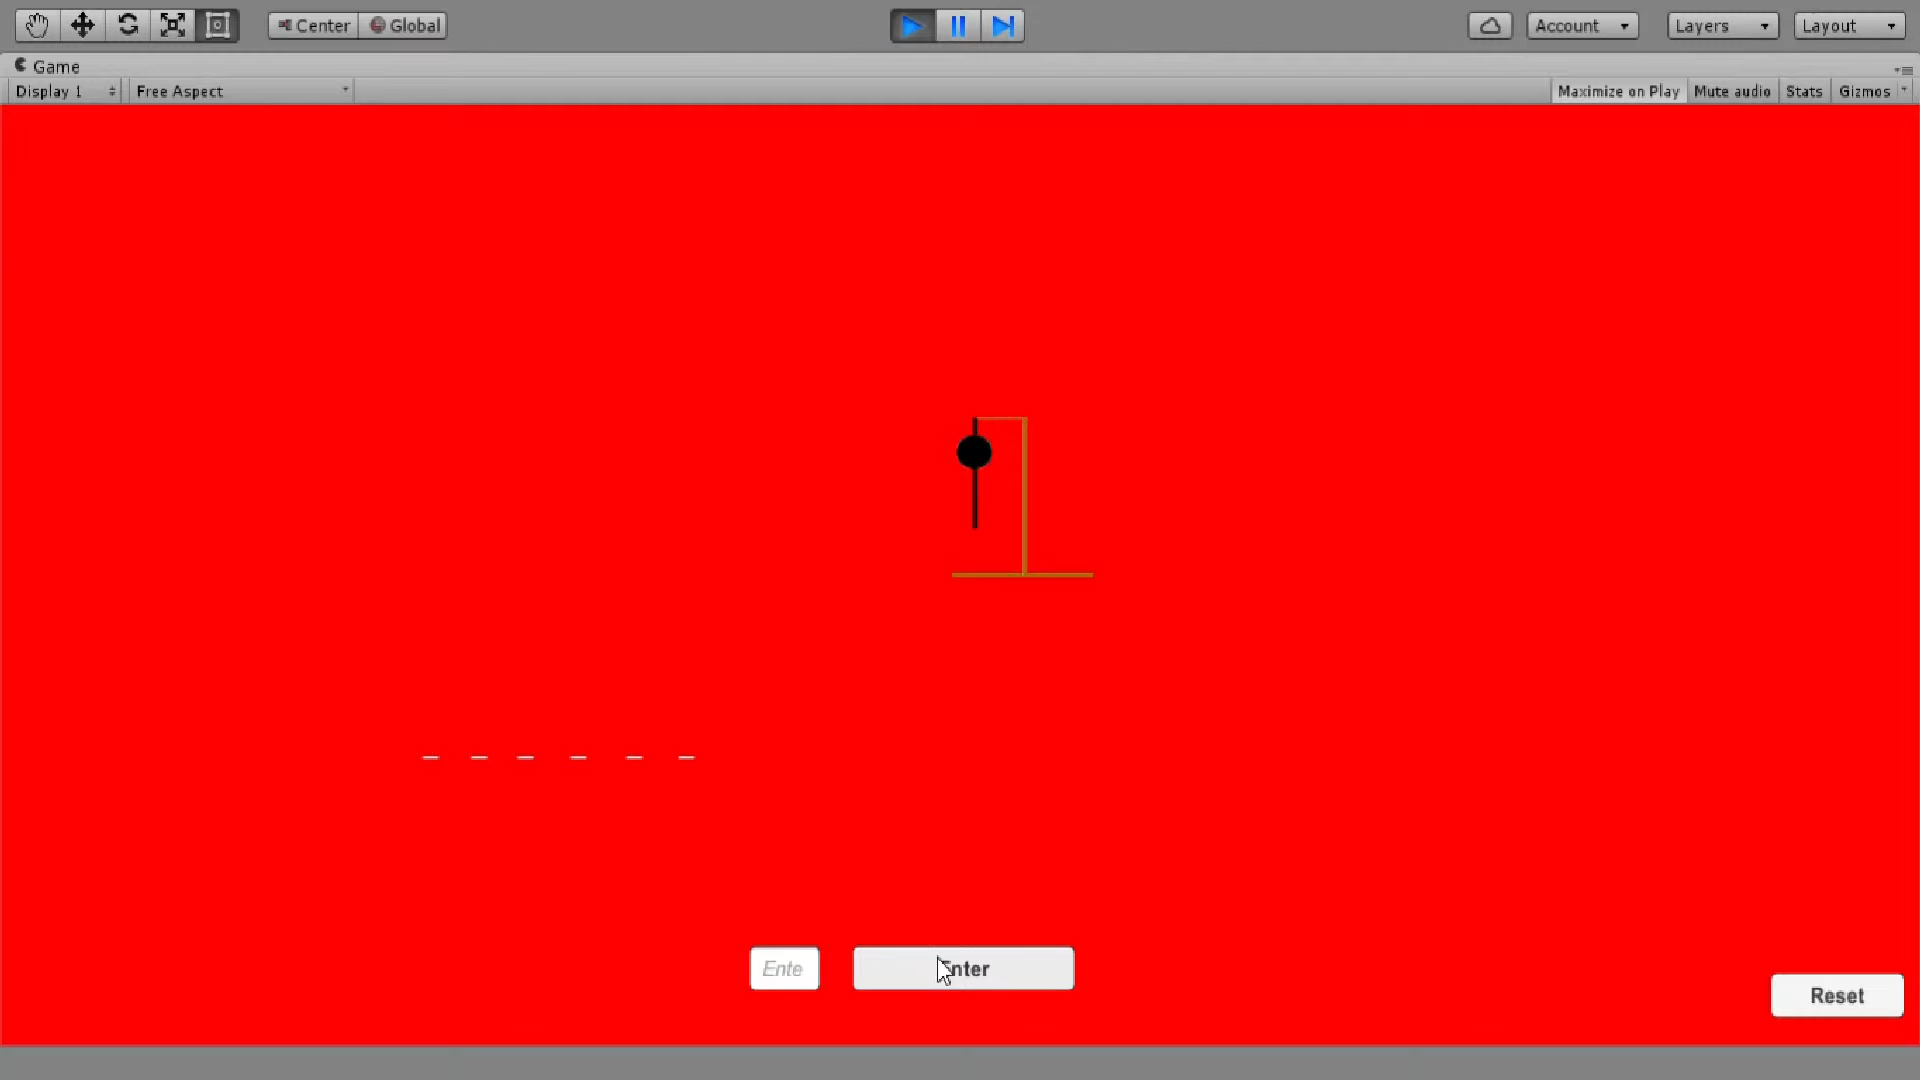 Center Global Account Layers Layout
Game
Display 1 Free Aspect Maximize on Play Mute audio Stats Gizmos
_ _ _ _ _ _
Ente Enter
Reset